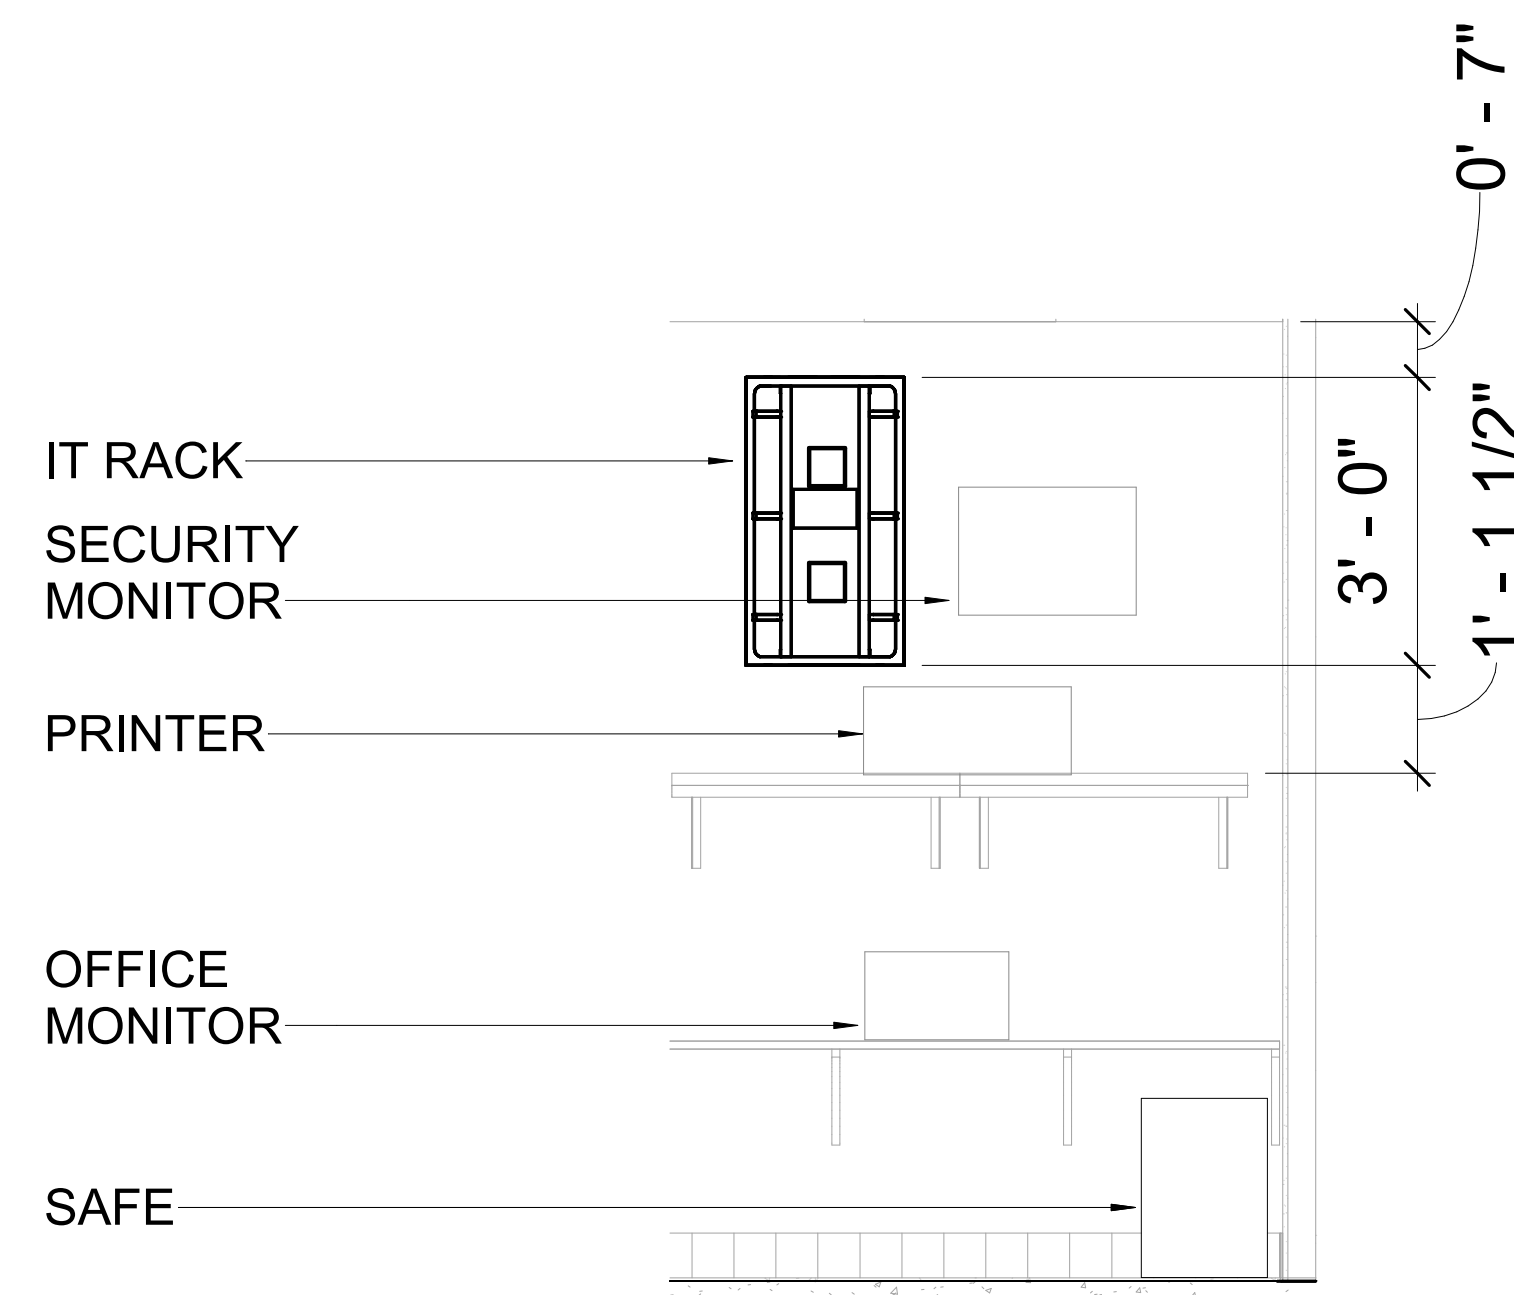 0' - 7"
IT RACK
SECURITY
MONITOR
3' - 0"
1' - 1 1/2"
PRINTER
OFFICE
MONITOR
SAFE